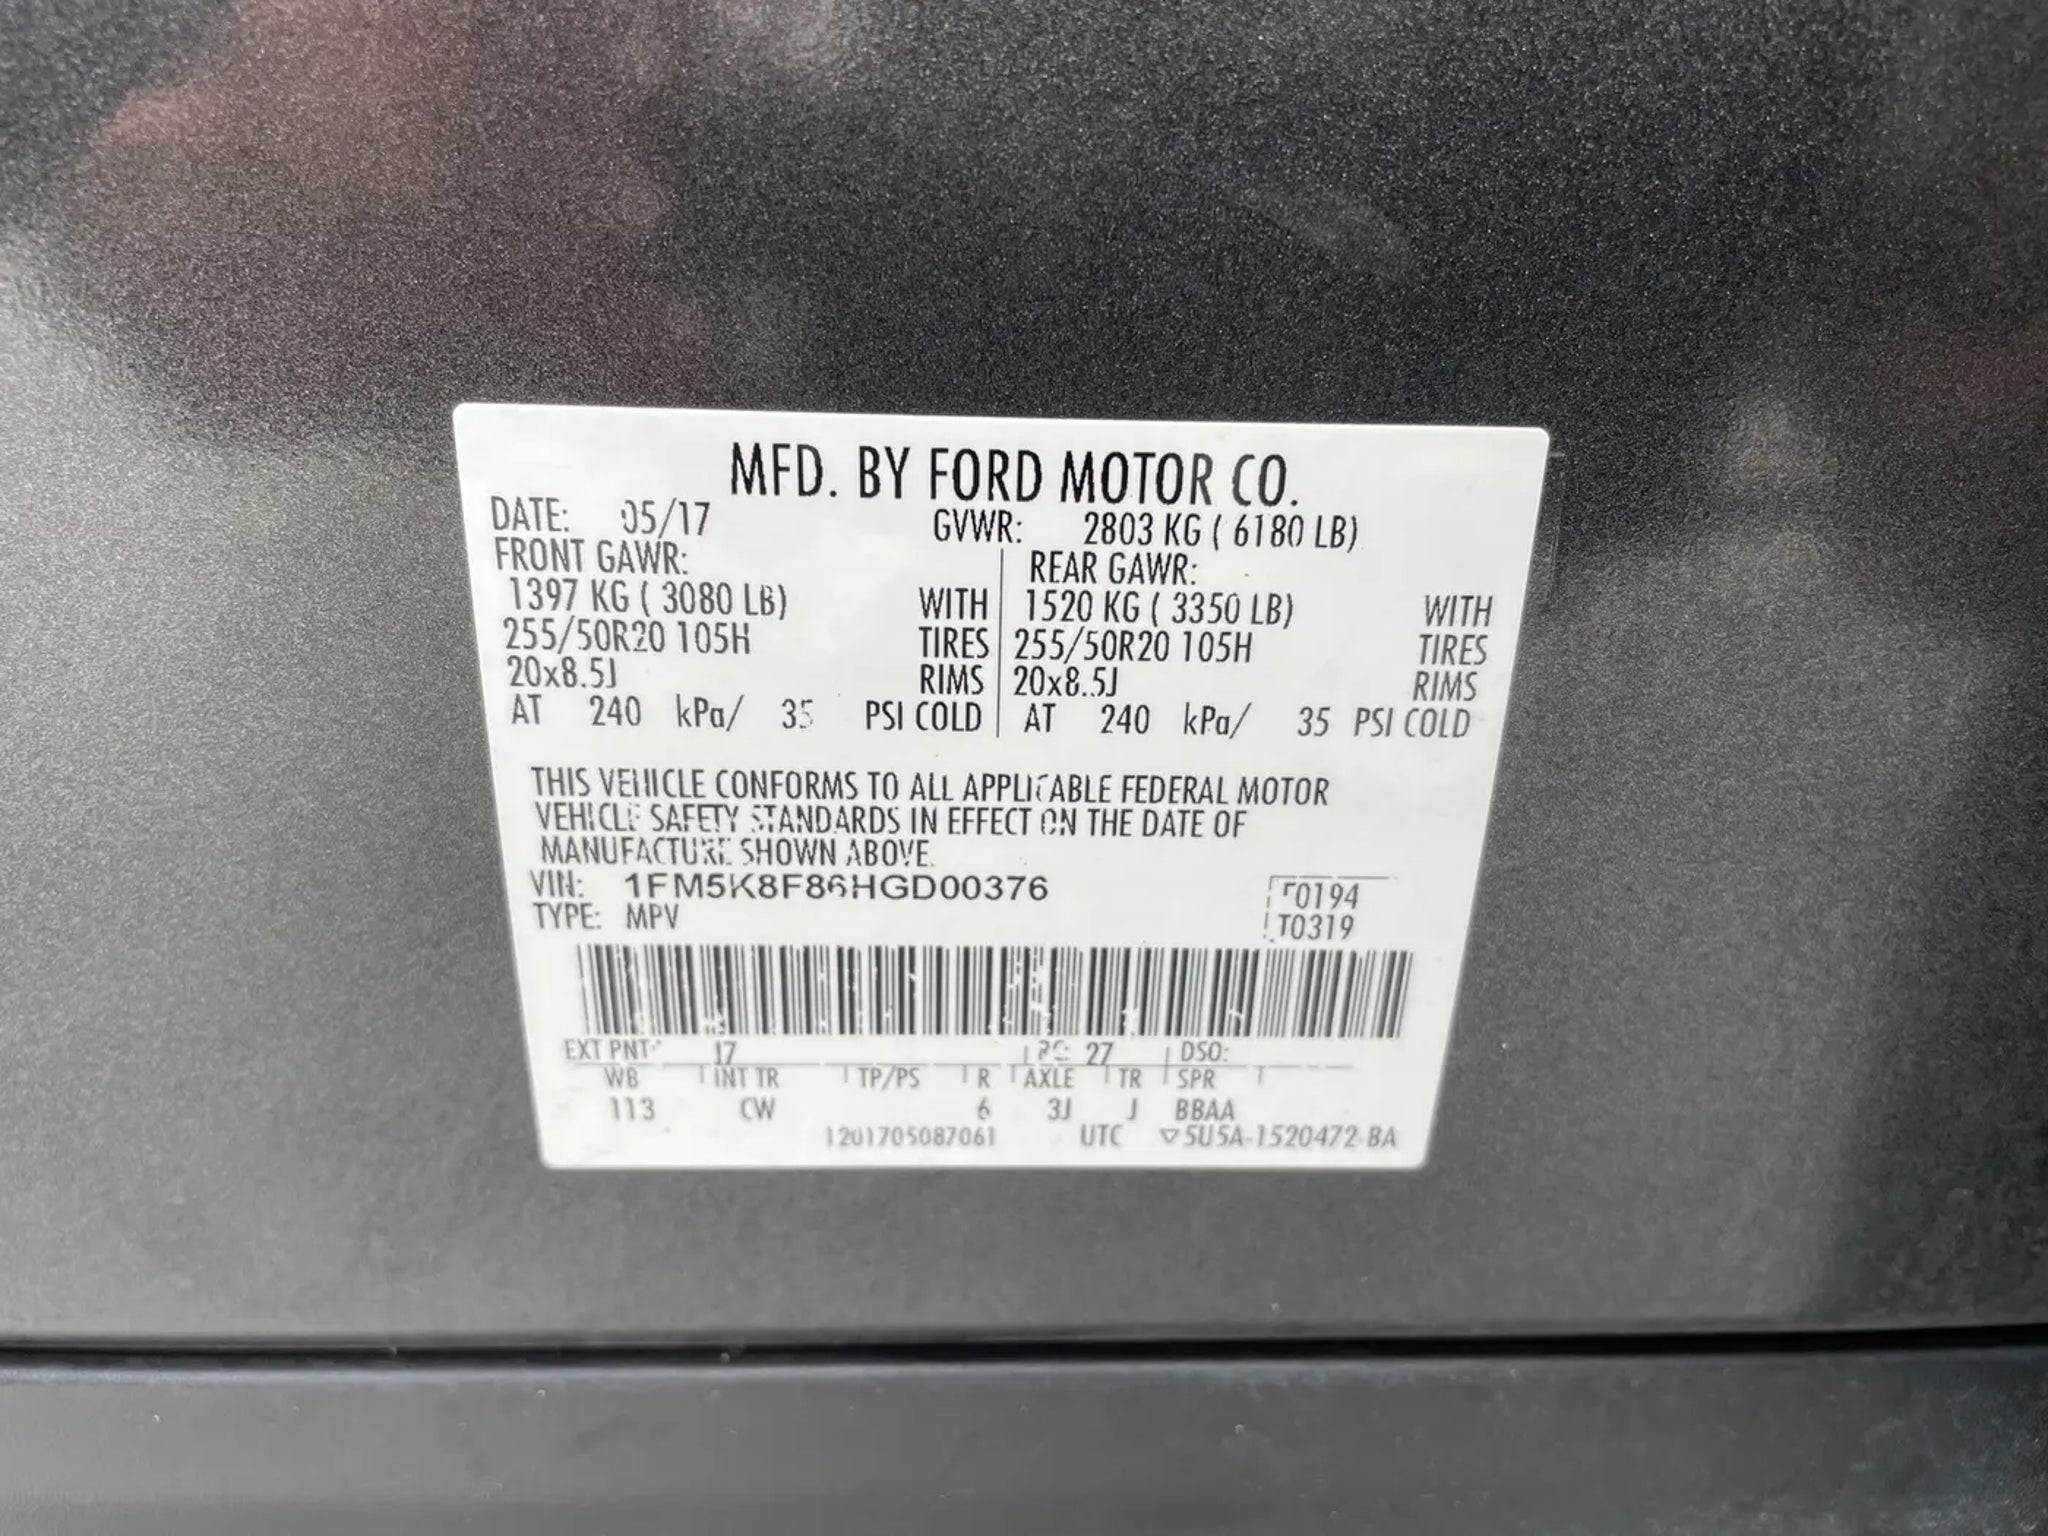 MFD. BY FORD MOTOR CO.
DATE: 05/17 GVWR: 2803 KG ( 6180 LB)
FRONT GAWR: REAR GAWR:
1397 KG ( 3080 LB) WITH 1520 KG ( 3350 LB) WITH
255/50R20 105H TIRES 255/50R20 105H TIRES
20x8.5J RIMS 20x8.5J RIMS
AT 240 kPa/ 35 PSI COLD AT 240 kPa/ 35 PSI COLD
THIS VEHICLE CONFORMS TO ALL APPLICABLE FEDERAL MOTOR
VEHICLE SAFETY STANDARDS IN EFFECT ON THE DATE OF
MANUFACTURE SHOWN ABOVE.
VIN: 1FM5K8F86HGD00376
TYPE: MPV
T0319
EXT PNT: 27 DSO:
WB INT TR TP/PS R AXLE TR SPR
113 CW 6 3J J BBAA
1201705087061 UTC ▽5U5A-1520472-BA